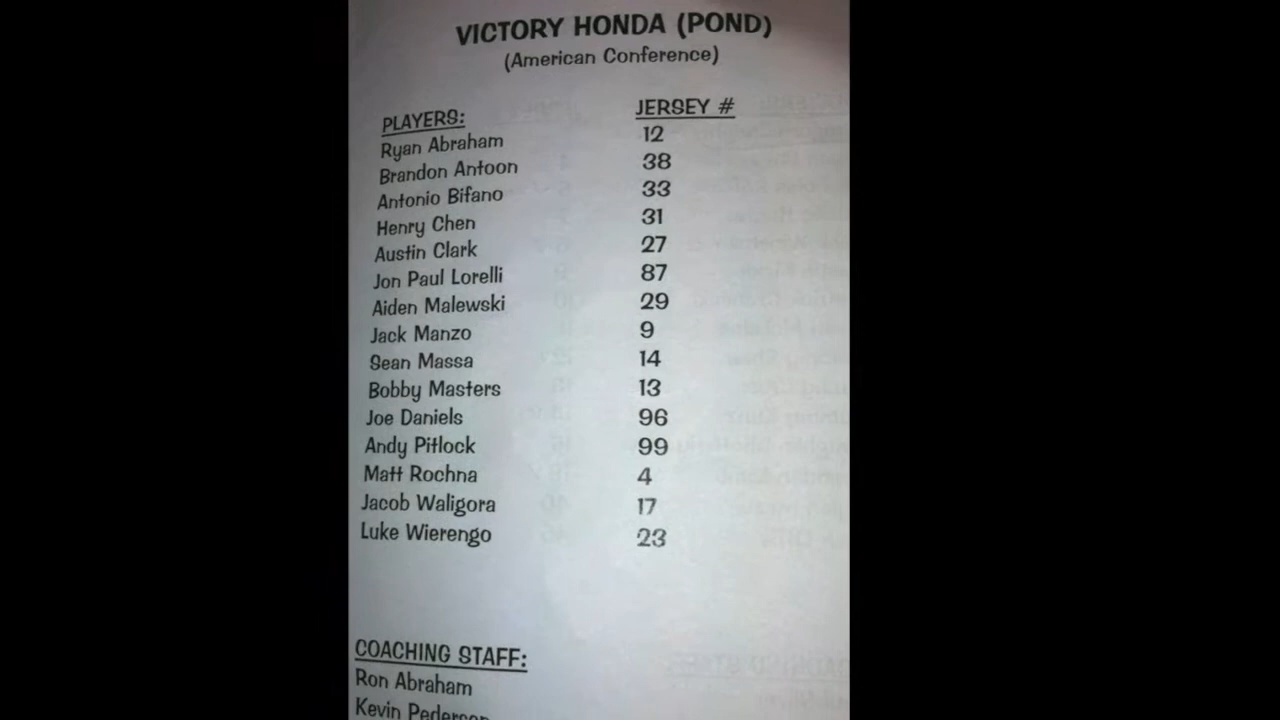 VICTORY HONDA (POND)
(American Conference)
PLAYERS: JERSEY #
Ryan Abraham 12
Brandon Antoon 38
Antonio Bifano 33
Henry Chen 31
Austin Clark 27
Jon Paul Lorelli 87
Aiden Malewski 29
Jack Manzo 9
Sean Massa 14
Bobby Masters 13
Joe Daniels 96
Andy Pitlock 99
Matt Rochna 4
Jacob Waligora 17
Luke Wierengo 23
COACHING STAFF:
Ron Abraham
Kevin